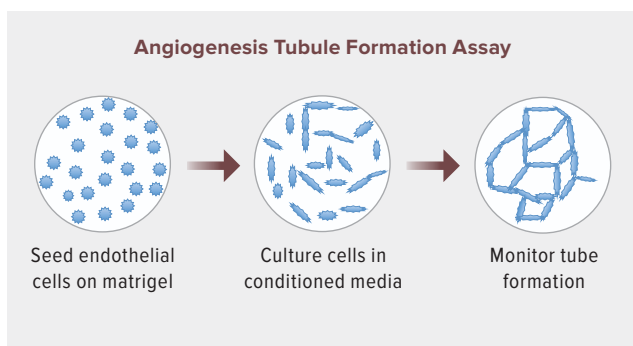 Angiogenesis Tubule Formation Assay
Seed endothelial
cells on matrigel
Culture cells in
conditioned media
Monitor tube
formation